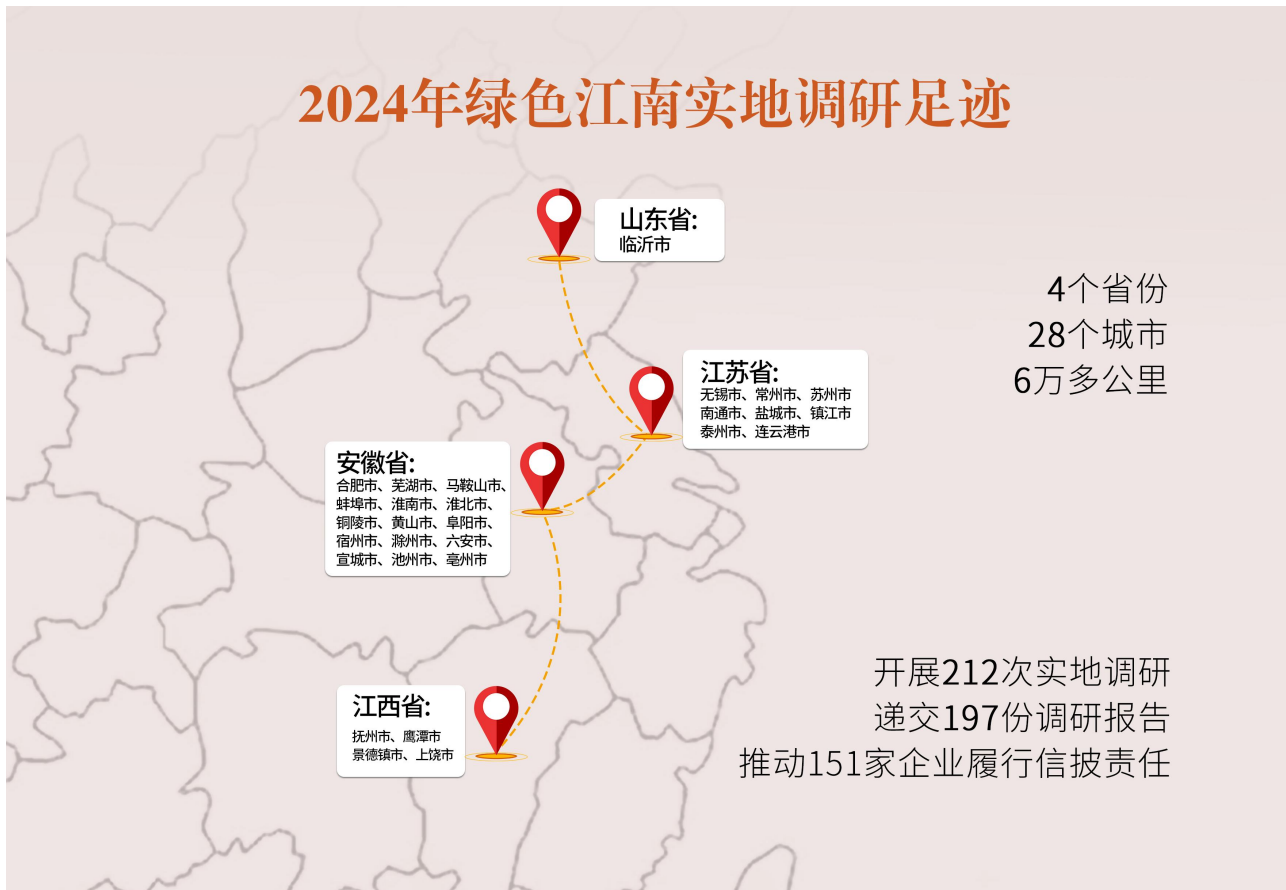 2024年绿色江南实地调研足迹
山东省:
临沂市
4个省份
28个城市
6万多公里
江苏省:
无锡市、常州市、苏州市
南通市、盐城市、镇江市
泰州市、连云港市
安徽省:
合肥市、芜湖市、马鞍山市、
蚌埠市、淮南市、淮北市、
铜陵市、黄山市、阜阳市、
宿州市、滁州市、六安市、
宣城市、池州市、亳州市
江西省:
抚州市、鹰潭市
景德镇市、上饶市
开展212次实地调研
递交197份调研报告
推动151家企业履行信披责任